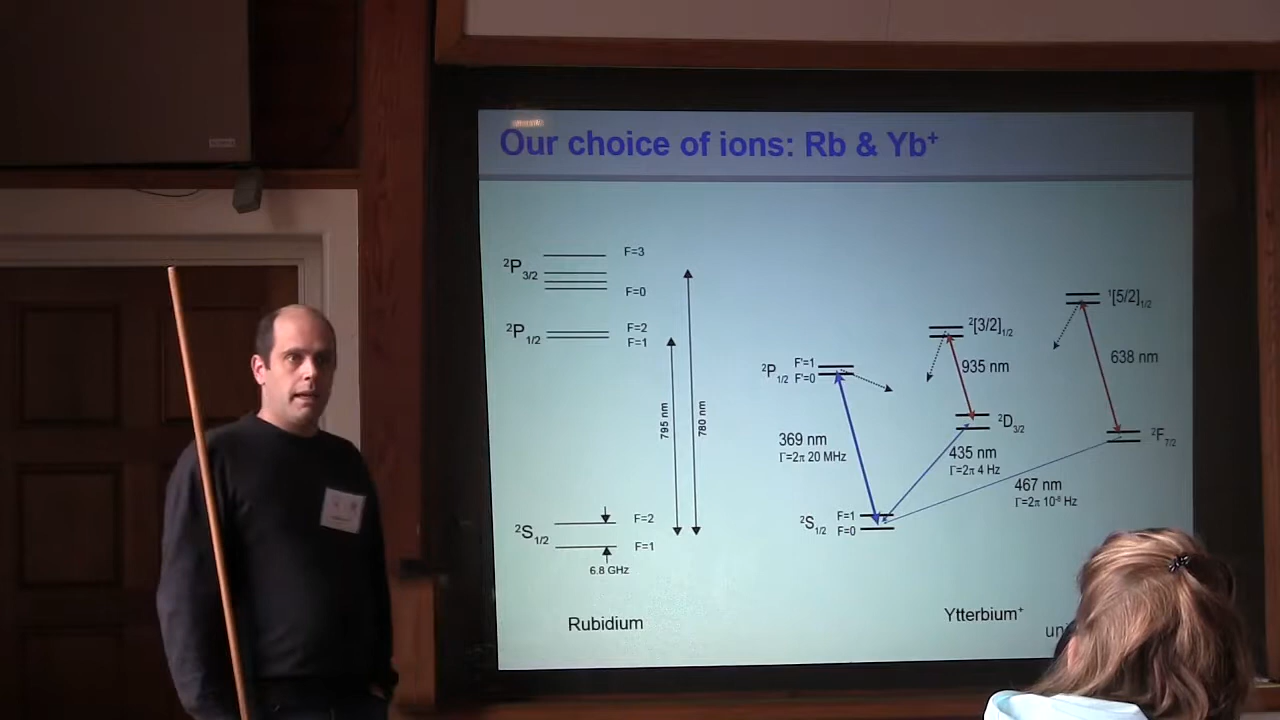 Our choice of ions: Rb & Yb⁺
²P₃/₂
F=3
F=0
²P₁/₂
F=2
F=1
795 nm
780 nm
²S₁/₂
F=2
F=1
6.8 GHz
Rubidium
²P₁/₂
F'=1
F'=0
369 nm
Γ=2π 20 MHz
²[3/2]₁/₂
935 nm
²D₃/₂
435 nm
Γ=2π 4 Hz
¹[5/2]₁/₂
638 nm
²F₇/₂
467 nm
Γ=2π 10⁻⁸ Hz
²S₁/₂
F=1
F=0
Ytterbium⁺